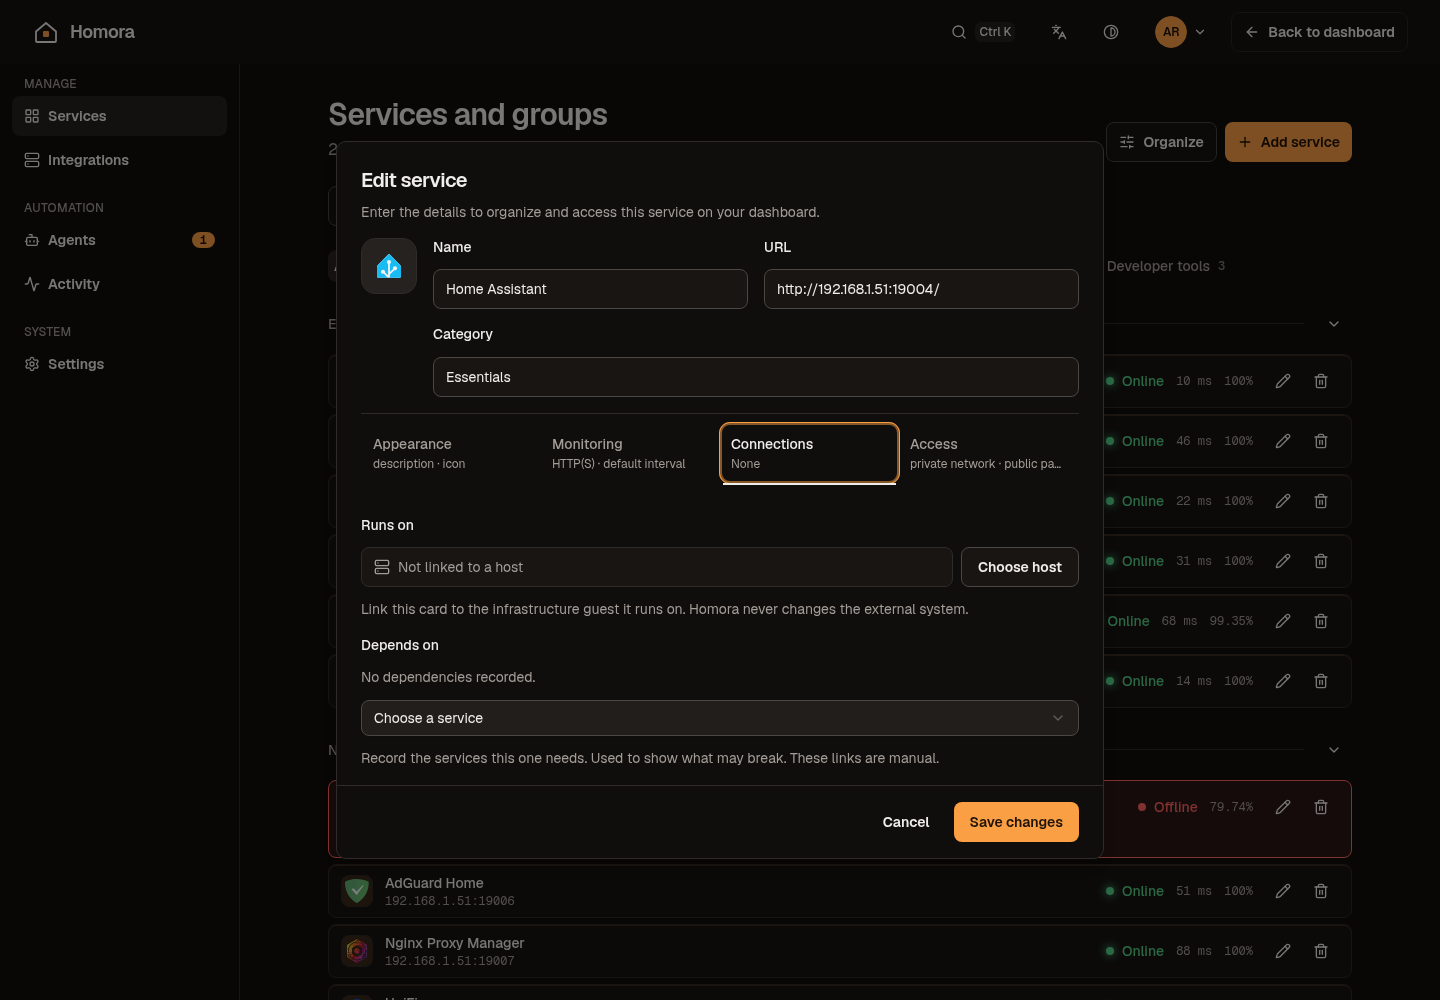 Homora
Ctrl K
AR
Back to dashboard
MANAGE
Services
Integrations
AUTOMATION
Agents
1
Activity
SYSTEM
Settings
Services and groups
Organize
Add service
Developer tools 3
Edit service
Enter the details to organize and access this service on your dashboard.
Name
URL
Home Assistant
http://192.168.1.51:19004/
Category
Essentials
Appearance
description · icon
Monitoring
HTTP(S) · default interval
Connections
None
Access
private network · public pa…
Runs on
Not linked to a host
Choose host
Link this card to the infrastructure guest it runs on. Homora never changes the external system.
Depends on
No dependencies recorded.
Choose a service
Record the services this one needs. Used to show what may break. These links are manual.
Cancel
Save changes
Online 10 ms 100%
Online 46 ms 100%
Online 22 ms 100%
Online 31 ms 100%
Online 68 ms 99.35%
Online 14 ms 100%
Offline 79.74%
AdGuard Home
192.168.1.51:19006
Online 51 ms 100%
Nginx Proxy Manager
192.168.1.51:19007
Online 88 ms 100%